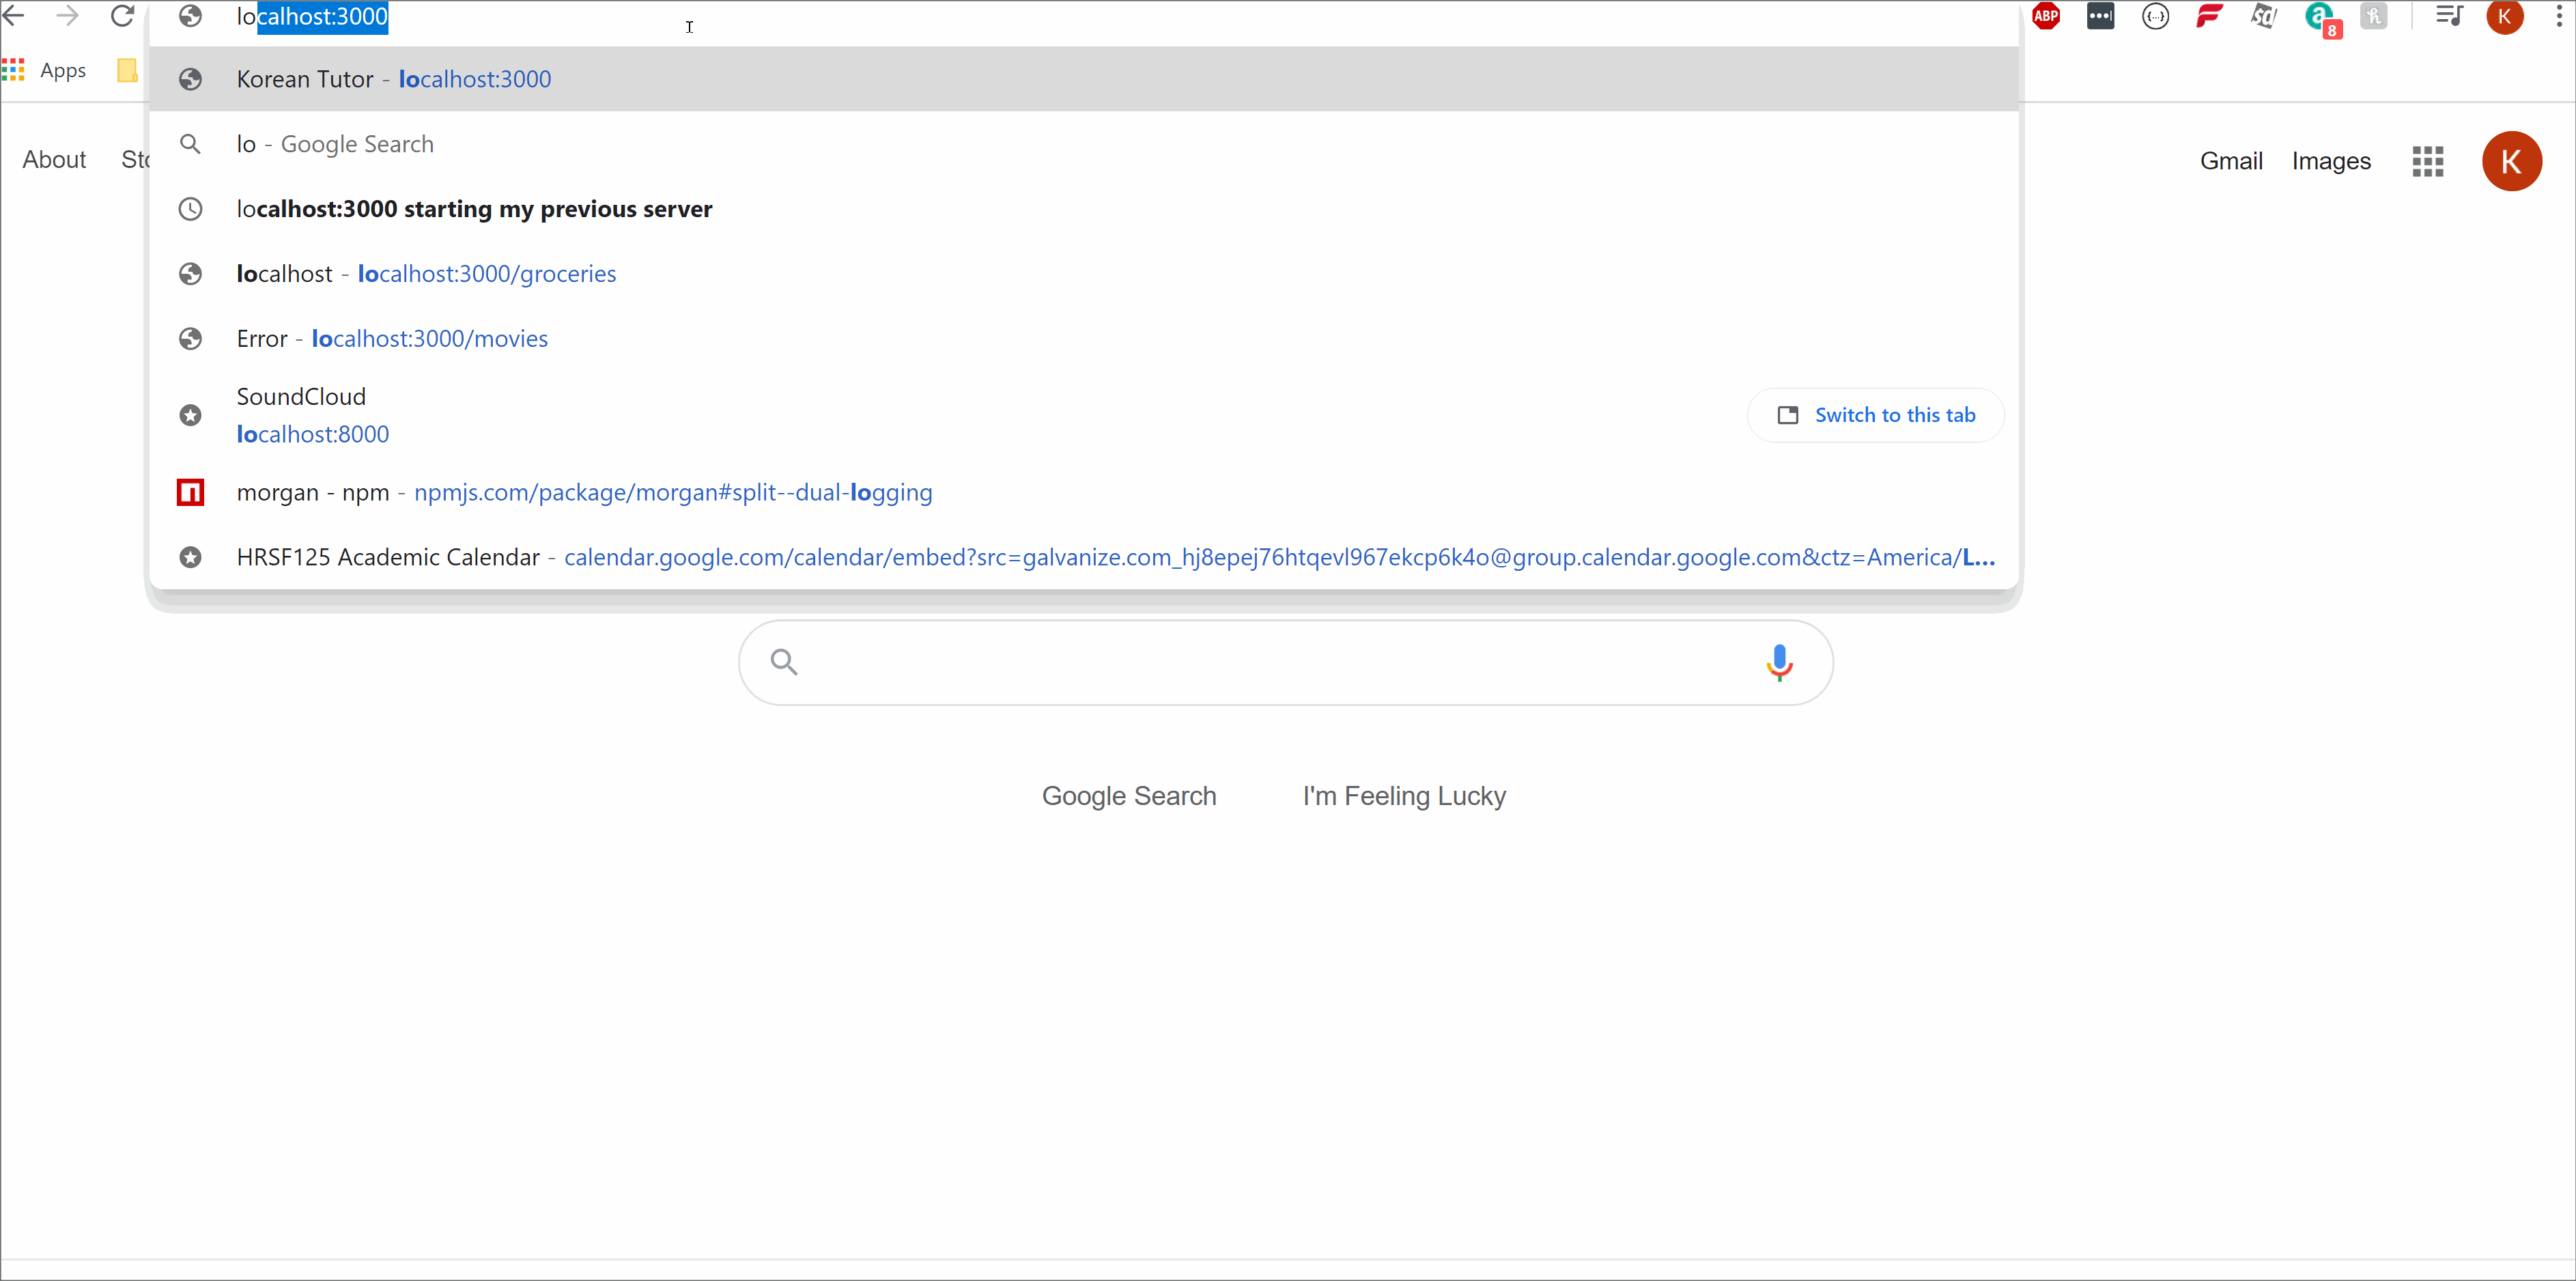 localhost:3000
ABP
{...}
sq
a
8
h
K
Apps
Korean Tutor - localhost:3000
lo - Google Search
About
Gmail
Images
K
localhost:3000 starting my previous server
localhost - localhost:3000/groceries
Error - localhost:3000/movies
SoundCloud
localhost:8000
Switch to this tab
morgan - npm - npmjs.com/package/morgan#split--dual-logging
HRSF125 Academic Calendar - calendar.google.com/calendar/embed?src=galvanize.com_hj8epej76htqevl967ekcp6k4o@group.calendar.google.com&ctz=America/L...
Google Search
I'm Feeling Lucky